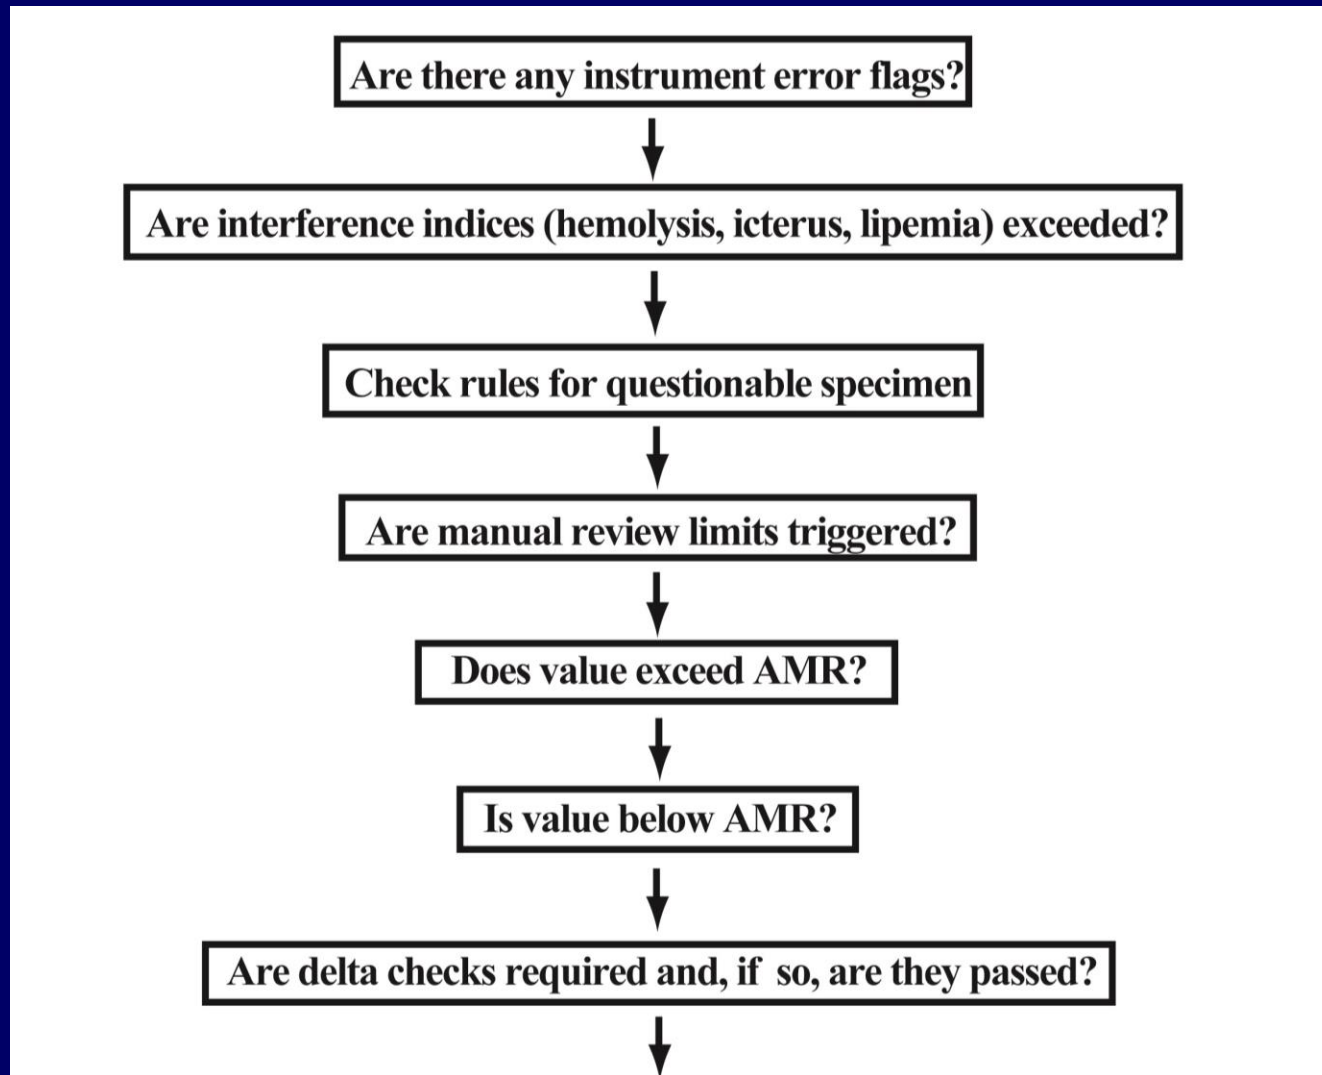 Are there any instrument error flags?
Are interference indices (hemolysis, icterus, lipemia) exceeded?
Check rules for questionable specimen
Are manual review limits triggered?
Does value exceed AMR?
Is value below AMR?
Are delta checks required and, if so, are they passed?